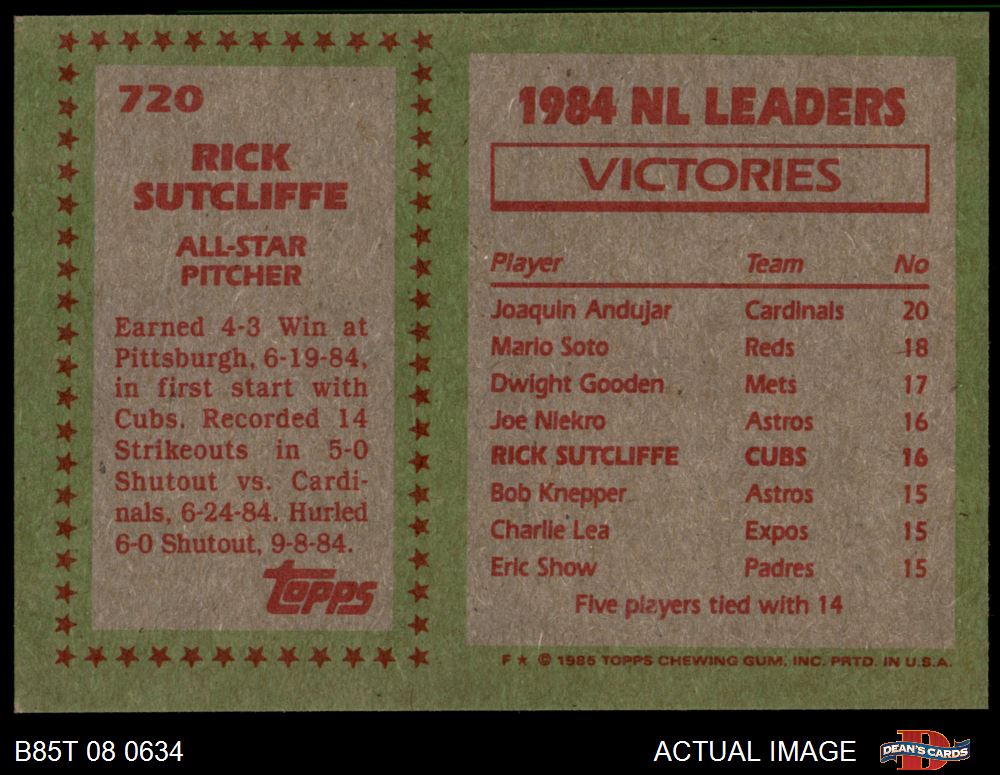 720
RICK
SUTCLIFFE
ALL-STAR
PITCHER
Earned 4-3 Win at
Pittsburgh, 6-19-84,
in first start with
Cubs. Recorded 14
Strikeouts in 5-0
Shutout vs. Cardi-
nals, 6-24-84. Hurled
6-0 Shutout, 9-8-84.
topps
1984 NL LEADERS
VICTORIES
Player Team No
Joaquin Andujar Cardinals 20
Mario Soto Reds 18
Dwight Gooden Mets 17
Joe Niekro Astros 16
RICK SUTCLIFFE CUBS 16
Bob Knepper Astros 15
Charlie Lea Expos 15
Eric Show Padres 15
Five players tied with 14
F ★ © 1985 TOPPS CHEWING GUM, INC. PRTD. IN U.S.A.
B85T 08 0634
ACTUAL IMAGE
D
DEAN'S CARDS